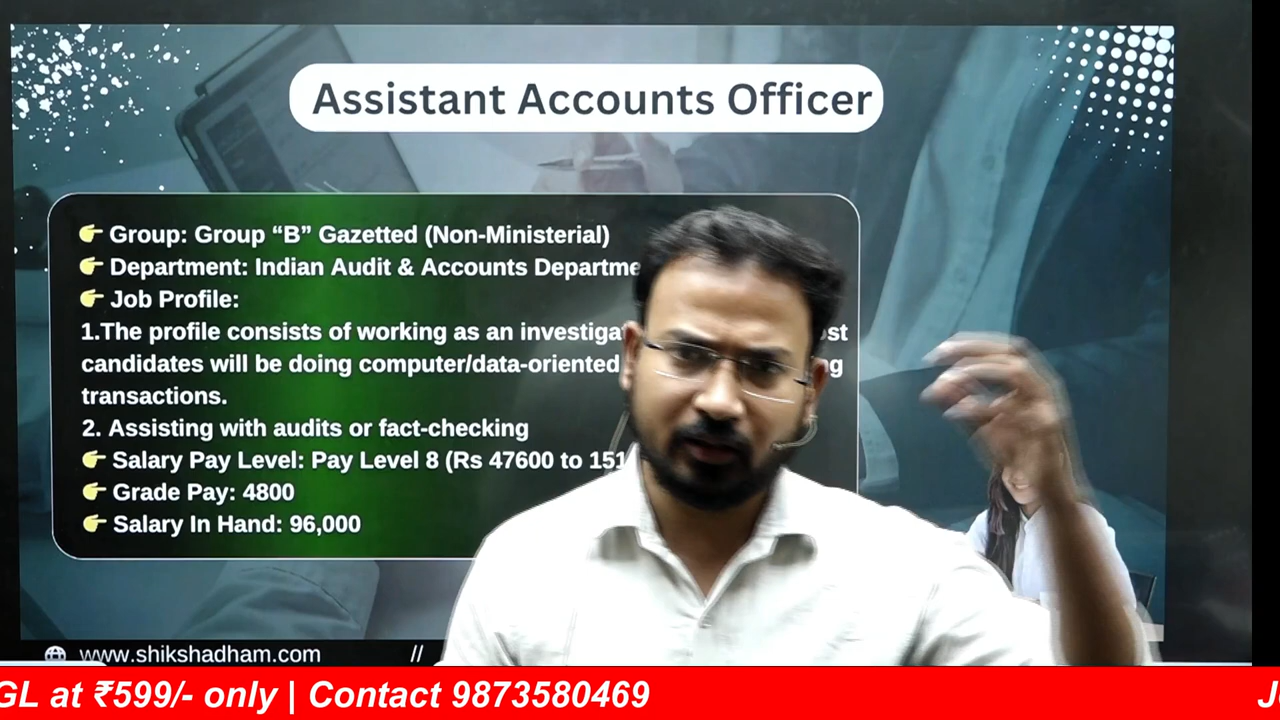 Assistant Accounts Officer
👉 Group: Group “B” Gazetted (Non-Ministerial)
👉 Department: Indian Audit & Accounts Departme
👉 Job Profile:
1.The profile consists of working as an investiga ost
candidates will be doing computer/data-oriented g
transactions.
2. Assisting with audits or fact-checking
👉 Salary Pay Level: Pay Level 8 (Rs 47600 to 151
👉 Grade Pay: 4800
👉 Salary In Hand: 96,000
www.shikshadham.com //
GL at ₹599/- only | Contact 9873580469 J